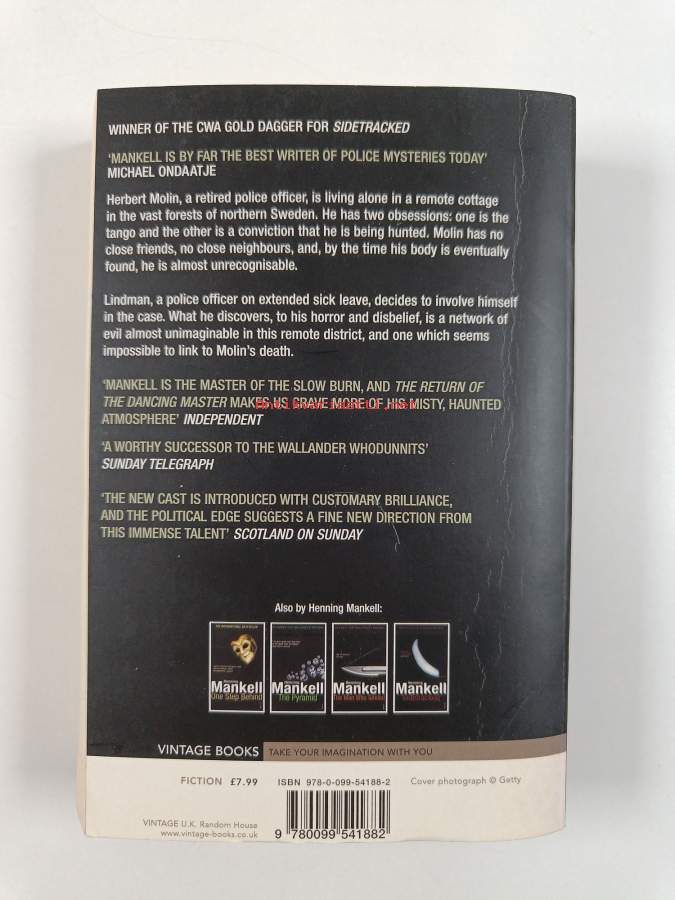 WINNER OF THE CWA GOLD DAGGER FOR SIDETRACKED
'MANKELL IS BY FAR THE BEST WRITER OF POLICE MYSTERIES TODAY'
MICHAEL ONDAATJE
Herbert Molin, a retired police officer, is living alone in a remote cottage
in the vast forests of northern Sweden. He has two obsessions: one is the
tango and the other is a conviction that he is being hunted. Molin has no
close friends, no close neighbours, and, by the time his body is eventually
found, he is almost unrecognisable.
Lindman, a police officer on extended sick leave, decides to involve himself
in the case. What he discovers, to his horror and disbelief, is a network of
evil almost unimaginable in this remote district, and one which seems
impossible to link to Molin's death.
'MANKELL IS THE MASTER OF THE SLOW BURN, AND THE RETURN OF
THE DANCING MASTER MAKES US CRAVE MORE OF HIS MISTY, HAUNTED
ATMOSPHERE' INDEPENDENT
'A WORTHY SUCCESSOR TO THE WALLANDER WHODUNNITS'
SUNDAY TELEGRAPH
'THE NEW CAST IS INTRODUCED WITH CUSTOMARY BRILLIANCE,
AND THE POLITICAL EDGE SUGGESTS A FINE NEW DIRECTION FROM
THIS IMMENSE TALENT' SCOTLAND ON SUNDAY
Also by Henning Mankell:
Mankell Mankell Mankell Mankell
One Step Behind The Pyramid The Man Who Smiled
VINTAGE BOOKS TAKE YOUR IMAGINATION WITH YOU
FICTION £7.99 ISBN 978-0-099-54188-2 Cover photograph © Getty
VINTAGE U.K. Random House
www.vintage-books.co.uk
9 780099 541882